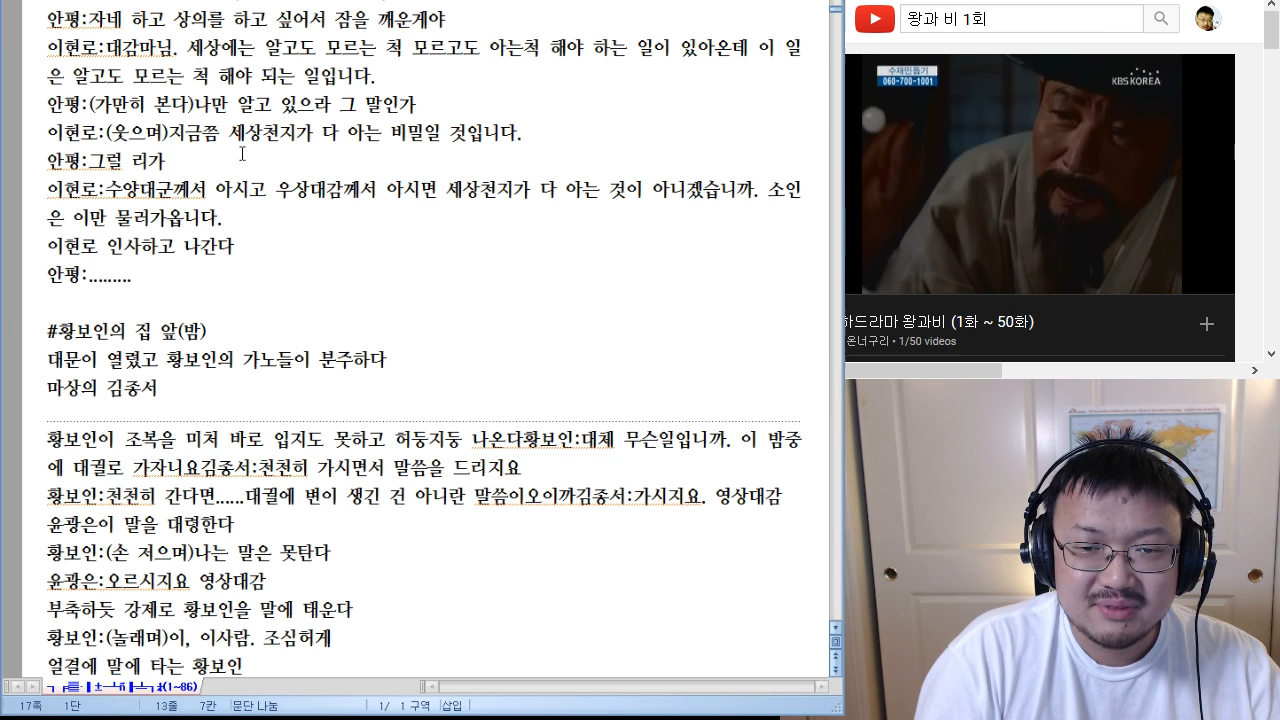 안평:자네 하고 상의를 하고 싶어서 잠을 깨운게야
이현로:대감마님. 세상에는 알고도 모르는 척 모르고도 아는척 해야 하는 일이 있아온데 이 일
은 알고도 모르는 척 해야 되는 일입니다.
안평:(가만히 본다)나만 알고 있으라 그 말인가
이현로:(웃으며)지금쯤 세상천지가 다 아는 비밀일 것입니다.
안평:그럴 리가
이현로:수양대군께서 아시고 우상대감께서 아시면 세상천지가 다 아는 것이 아니겠습니까. 소인
은 이만 물러가옵니다.
이현로 인사하고 나간다
안평:.........
#황보인의 집 앞(밤)
대문이 열렸고 황보인의 가노들이 분주하다
마상의 김종서
황보인이 조복을 미쳐 바로 입지도 못하고 허둥지둥 나온다황보인:대체 무슨일입니까. 이 밤중
에 대궐로 가자니요김종서:천천히 가시면서 말씀을 드리지요
황보인:천천히 간다면......대궐에 변이 생긴 건 아니란 말씀이오이까김종서:가시지요. 영상대감
윤광은이 말을 대령한다
황보인:(손 저으며)나는 말은 못탄다
윤광은:오르시지요 영상대감
부축하듯 강제로 황보인을 말에 태운다
황보인:(놀래며)이, 이사람. 조심허게
얼결에 말에 타는 황보인
(1~86)
17쪽 1단 13줄 7칸 문단 나눔 1/ 1 구역 삽입
왕과 비 1회
수재민돕기
060-700-1001
KBS KOREA
하드라마 왕과비 (1화 ~ 50화)
온너구리 • 1/50 videos